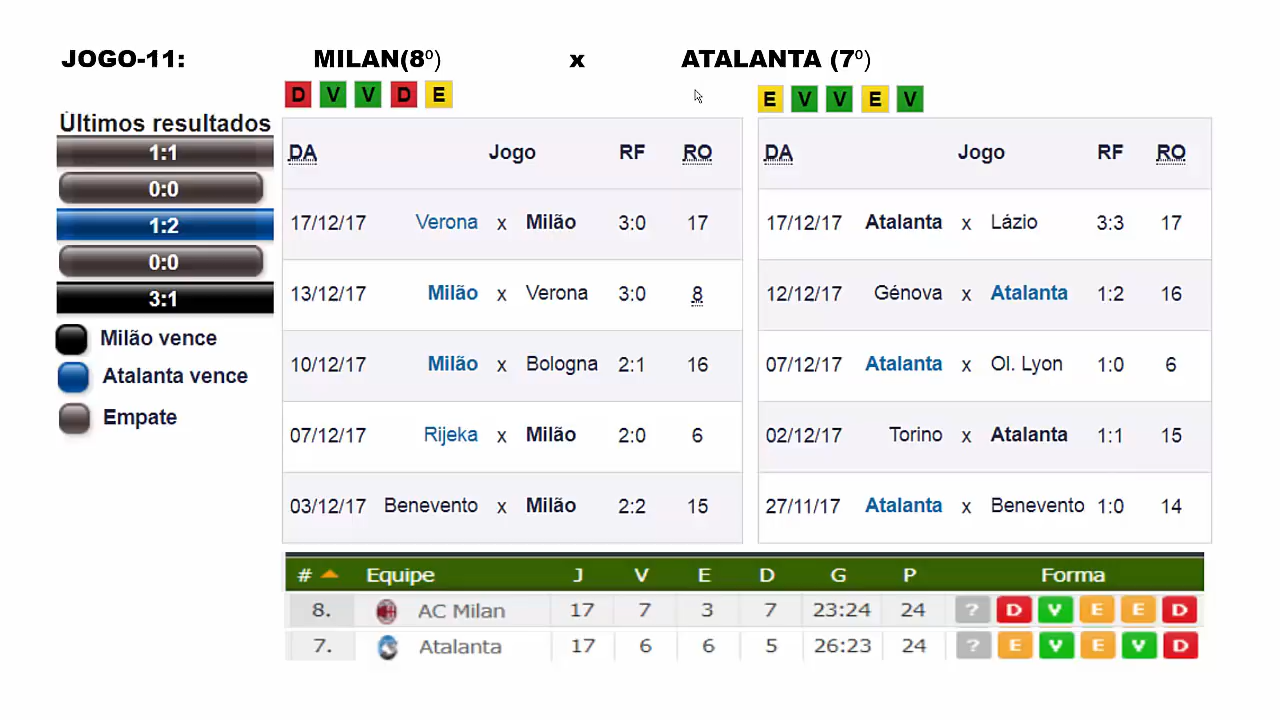 JOGO-11: MILAN(8º) x ATALANTA (7º)
D V V D E
E V V E V
Últimos resultados
1:1
0:0
1:2
0:0
3:1
Milão vence
Atalanta vence
Empate
DA Jogo RF RO
17/12/17 Verona x Milão 3:0 17
13/12/17 Milão x Verona 3:0 8
10/12/17 Milão x Bologna 2:1 16
07/12/17 Rijeka x Milão 2:0 6
03/12/17 Benevento x Milão 2:2 15
DA Jogo RF RO
17/12/17 Atalanta x Lázio 3:3 17
12/12/17 Génova x Atalanta 1:2 16
07/12/17 Atalanta x Ol. Lyon 1:0 6
02/12/17 Torino x Atalanta 1:1 15
27/11/17 Atalanta x Benevento 1:0 14
# Equipe J V E D G P Forma
8. AC Milan 17 7 3 7 23:24 24 ? D V E E D
7. Atalanta 17 6 6 5 26:23 24 ? E V E V D